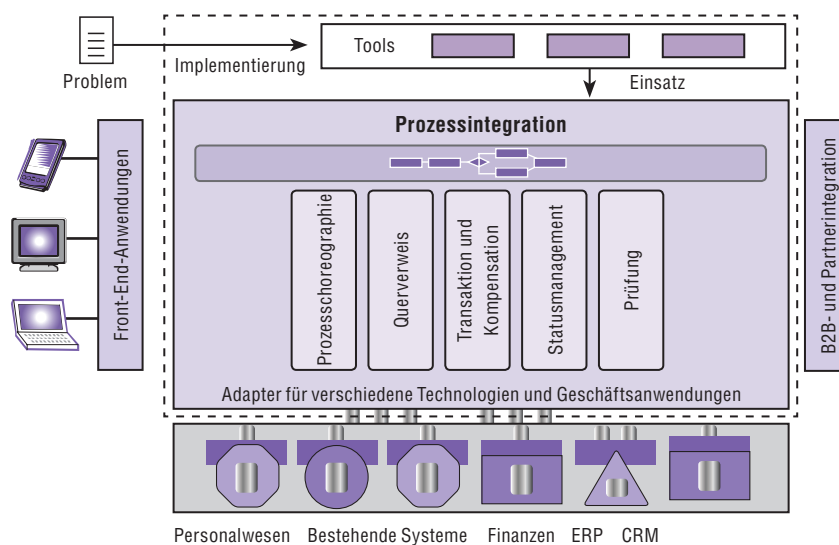 Problem
Implementierung
Tools
Einsatz
Prozessintegration
Front-End-Anwendungen
Prozesschoreographie
Querverweis
Transaktion und
Kompensation
Statusmanagement
Prüfung
B2B- und Partnerintegration
Adapter für verschiedene Technologien und Geschäftsanwendungen
Personalwesen Bestehende Systeme Finanzen ERP CRM